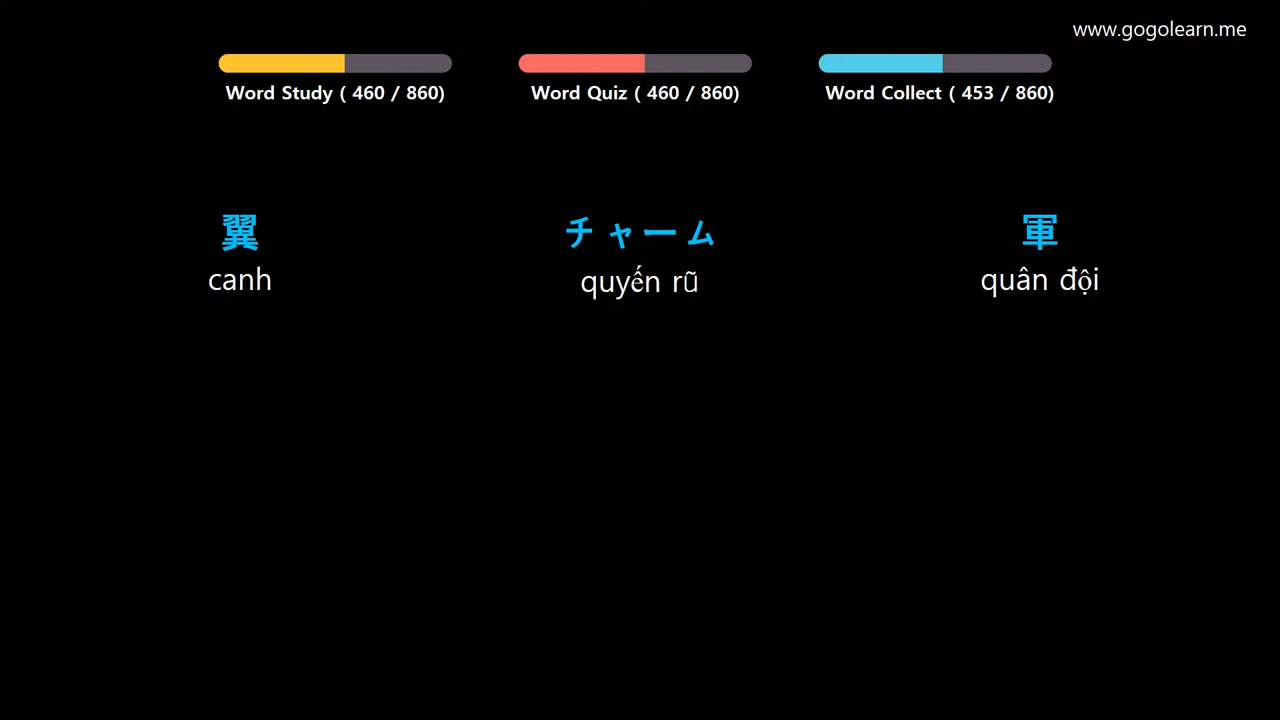 www.gogolearn.me
Word Study ( 460 / 860)
Word Quiz ( 460 / 860)
Word Collect ( 453 / 860)
翼
canh
チャーム
quyến rũ
軍
quân đội